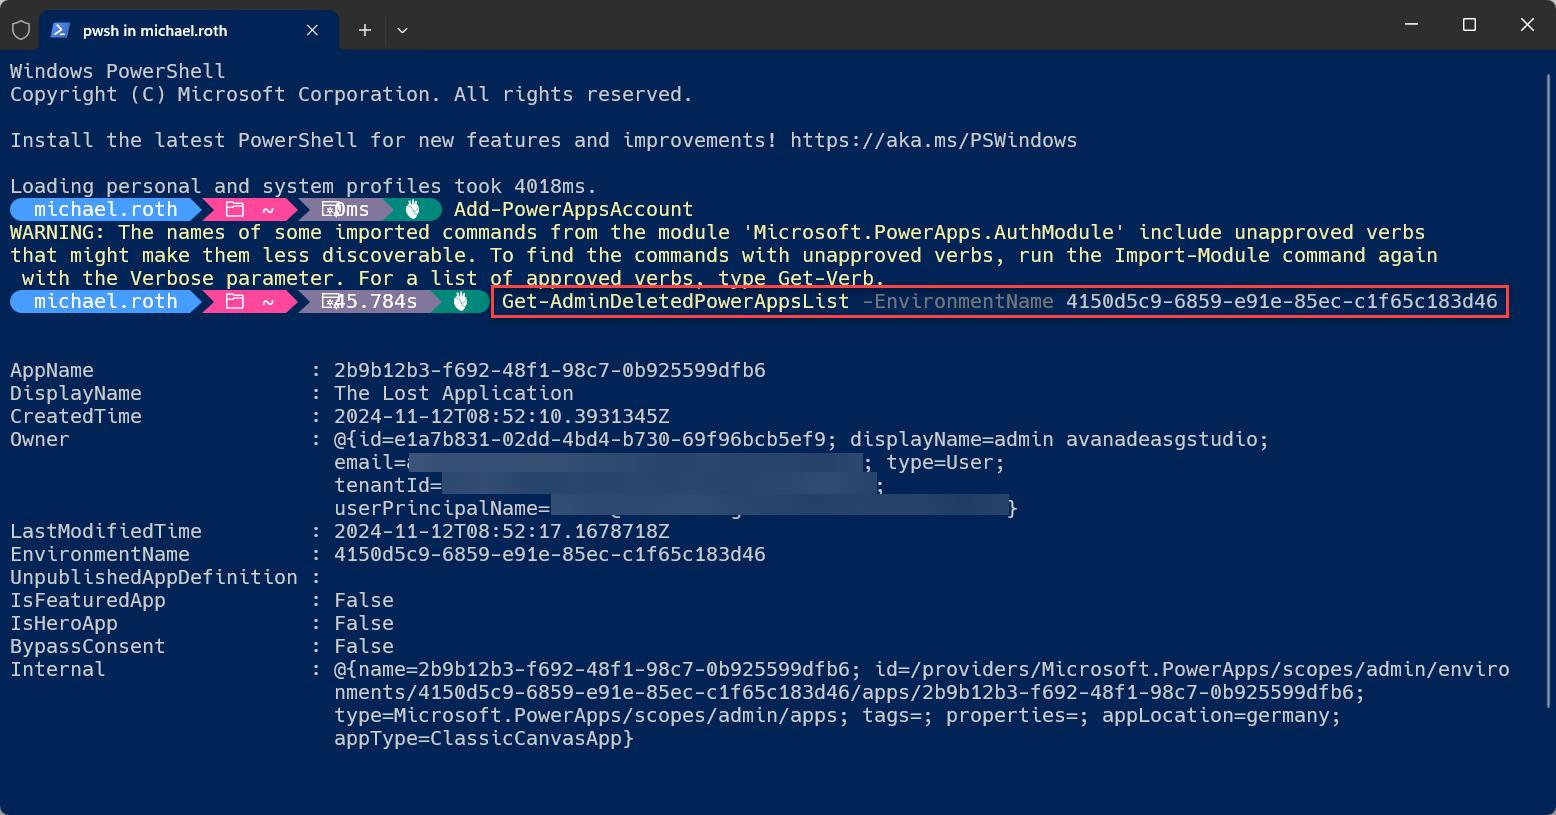 pwsh in michael.roth
Windows PowerShell
Copyright (C) Microsoft Corporation. All rights reserved.
Install the latest PowerShell for new features and improvements! https://aka.ms/PSWindows
Loading personal and system profiles took 4018ms.
michael.roth ~ 0ms Add-PowerAppsAccount
WARNING: The names of some imported commands from the module 'Microsoft.PowerApps.AuthModule' include unapproved verbs
that might make them less discoverable. To find the commands with unapproved verbs, run the Import-Module command again
with the Verbose parameter. For a list of approved verbs, type Get-Verb.
michael.roth ~ 45.784s Get-AdminDeletedPowerAppsList -EnvironmentName 4150d5c9-6859-e91e-85ec-c1f65c183d46
AppName : 2b9b12b3-f692-48f1-98c7-0b925599dfb6
DisplayName : The Lost Application
CreatedTime : 2024-11-12T08:52:10.3931345Z
Owner : @{id=e1a7b831-02dd-4bd4-b730-69f96bcb5ef9; displayName=admin avanadeasgstudio;
email= ; type=User;
tenantId= ;
userPrincipalName= }
LastModifiedTime : 2024-11-12T08:52:17.1678718Z
EnvironmentName : 4150d5c9-6859-e91e-85ec-c1f65c183d46
UnpublishedAppDefinition :
IsFeaturedApp : False
IsHeroApp : False
BypassConsent : False
Internal : @{name=2b9b12b3-f692-48f1-98c7-0b925599dfb6; id=/providers/Microsoft.PowerApps/scopes/admin/enviro
nments/4150d5c9-6859-e91e-85ec-c1f65c183d46/apps/2b9b12b3-f692-48f1-98c7-0b925599dfb6;
type=Microsoft.PowerApps/scopes/admin/apps; tags=; properties=; appLocation=germany;
appType=ClassicCanvasApp}